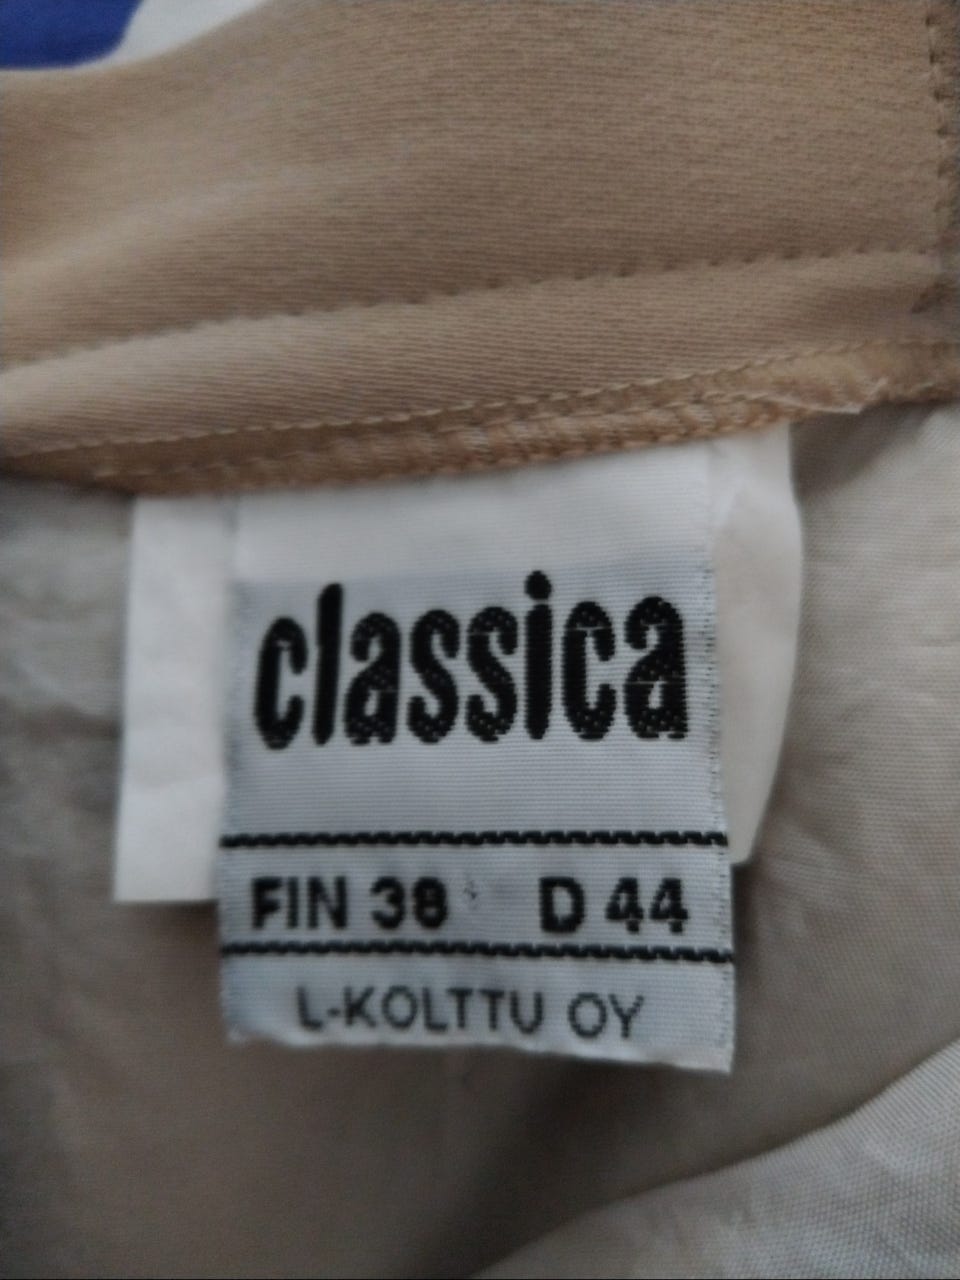 classica
FIN 38 D 44
L-KOLTTU OY